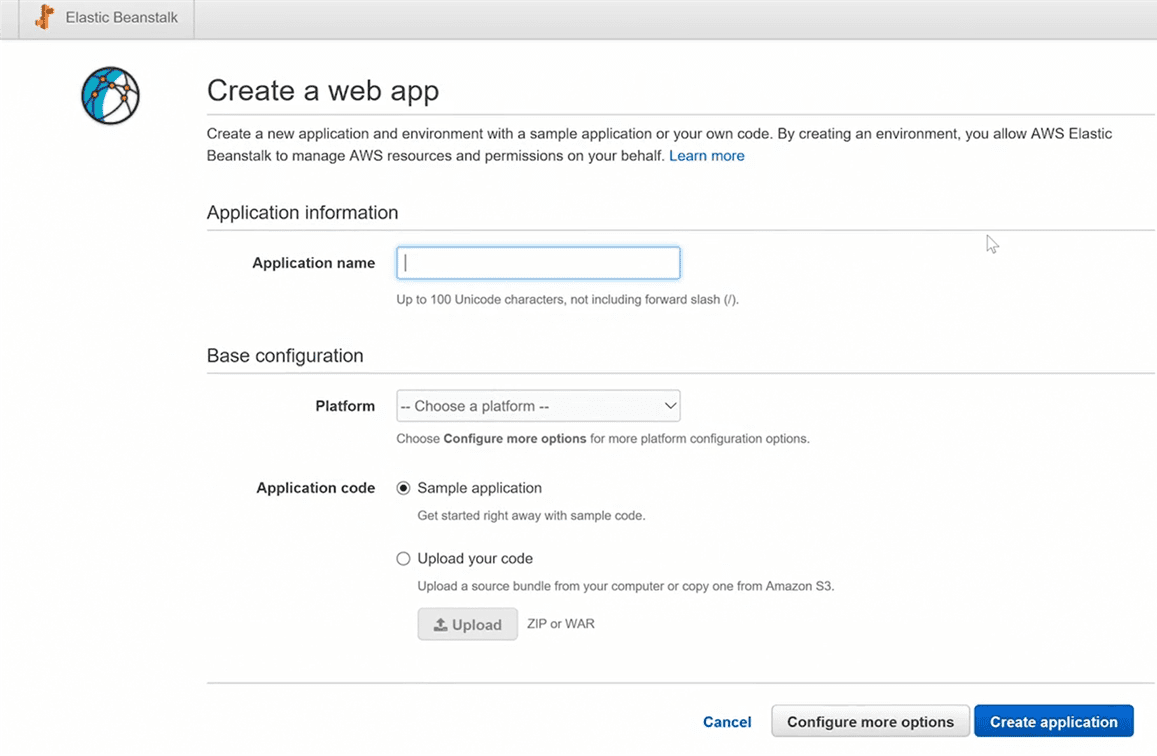 Elastic Beanstalk
Create a web app
Create a new application and environment with a sample application or your own code. By creating an environment, you allow AWS Elastic
Beanstalk to manage AWS resources and permissions on your behalf. Learn more
Application information
Application name
Up to 100 Unicode characters, not including forward slash (/).
Base configuration
Platform -- Choose a platform --
Choose Configure more options for more platform configuration options.
Application code Sample application
Get started right away with sample code.
Upload your code
Upload a source bundle from your computer or copy one from Amazon S3.
Upload ZIP or WAR
Cancel Configure more options Create application